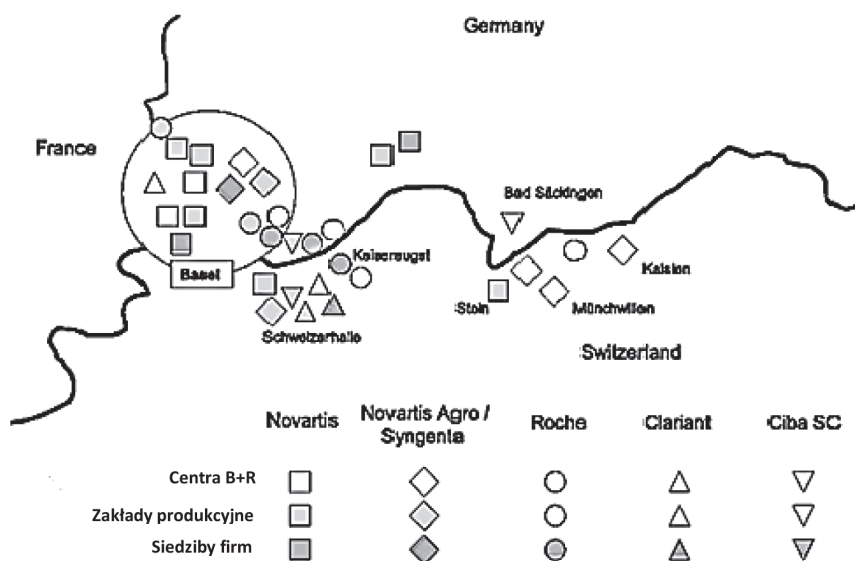 Germany
France
Bad Säckingen
Basel
Kaiseraugst
Kaisten
Stein
Münchwilen
Schweizerhalle
Switzerland
Novartis
Novartis Agro /
Syngenta
Roche
Clariant
Ciba SC
Centra B+R
Zakłady produkcyjne
Siedziby firm